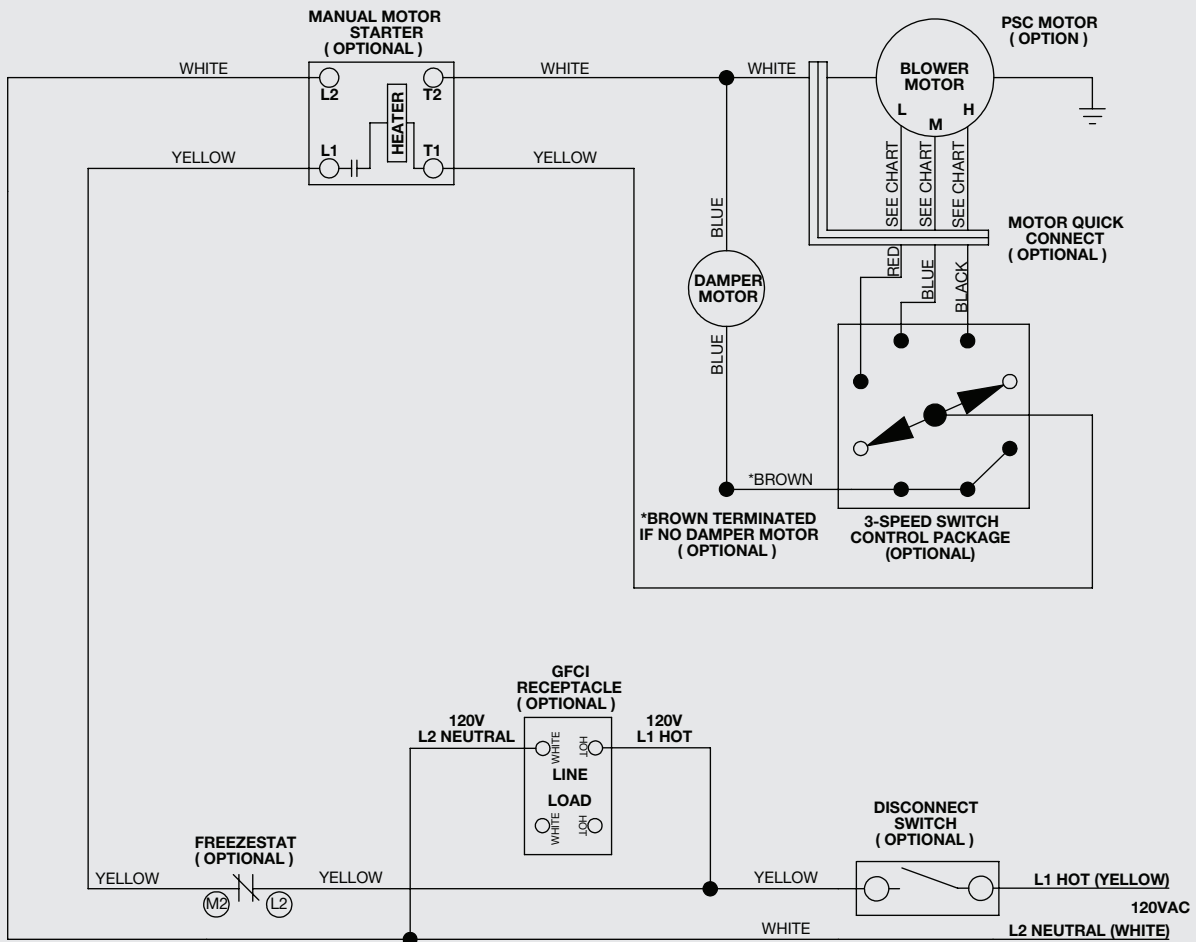 MANUAL MOTOR
STARTER
( OPTIONAL )
PSC MOTOR
( OPTION )
WHITE
WHITE
WHITE
L2
T2
HEATER
L1
T1
YELLOW
YELLOW
BLOWER
MOTOR
L
M
H
SEE CHART
SEE CHART
SEE CHART
MOTOR QUICK
CONNECT
( OPTIONAL )
RED
BLUE
BLACK
BLUE
DAMPER
MOTOR
BLUE
*BROWN
*BROWN TERMINATED
IF NO DAMPER MOTOR
( OPTIONAL )
3-SPEED SWITCH
CONTROL PACKAGE
(OPTIONAL)
GFCI
RECEPTACLE
( OPTIONAL )
120V
L2 NEUTRAL
120V
L1 HOT
WHITE
HOT
LINE
LOAD
WHITE
HOT
DISCONNECT
SWITCH
( OPTIONAL )
FREEZESTAT
( OPTIONAL )
YELLOW
YELLOW
YELLOW
M2
L2
L1 HOT (YELLOW)
120VAC
WHITE
L2 NEUTRAL (WHITE)